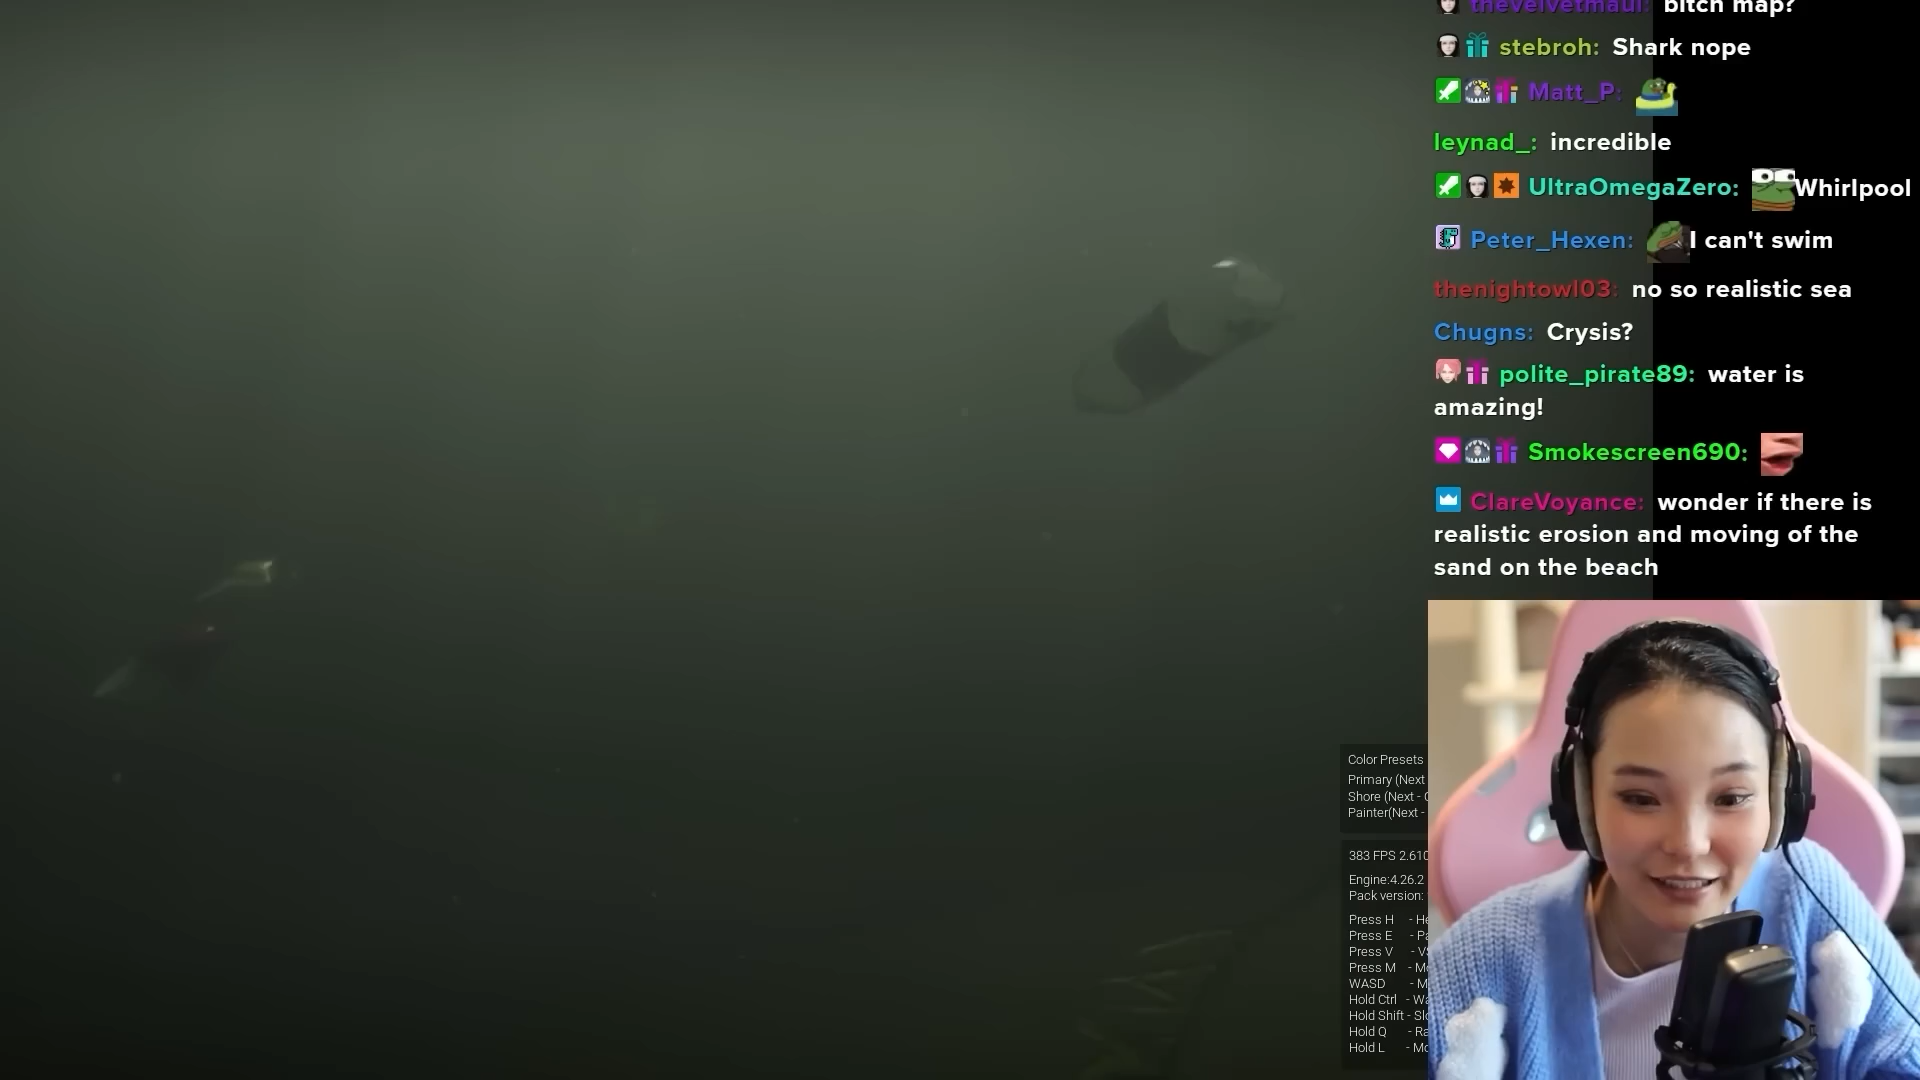 thevelvetmaul: bitch map?
stebroh: Shark nope
Matt_P:
leynad_: incredible
UltraOmegaZero: Whirlpool
Peter_Hexen: I can't swim
thenightowl03: no so realistic sea
Chugns: Crysis?
polite_pirate89: water is
amazing!
Smokescreen690:
ClareVoyance: wonder if there is
realistic erosion and moving of the
sand on the beach
Color Presets
Primary (Next
Shore (Next -
Painter(Next -
383 FPS 2.610
Engine:4.26.2
Pack version:
Press H -
Press E -
Press V -
Press M -
WASD -
Hold Ctrl -
Hold Shift -
Hold Q -
Hold L -